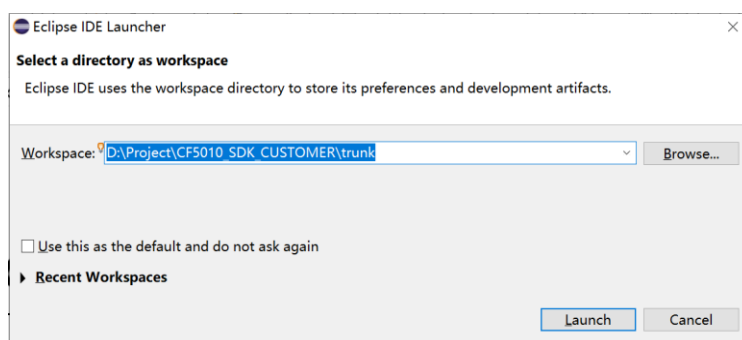 Eclipse IDE Launcher
Select a directory as workspace
Eclipse IDE uses the workspace directory to store its preferences and development artifacts.
Workspace: D:\Project\CF5010_SDK_CUSTOMER\trunk Browse...
Use this as the default and do not ask again
Recent Workspaces
Launch Cancel